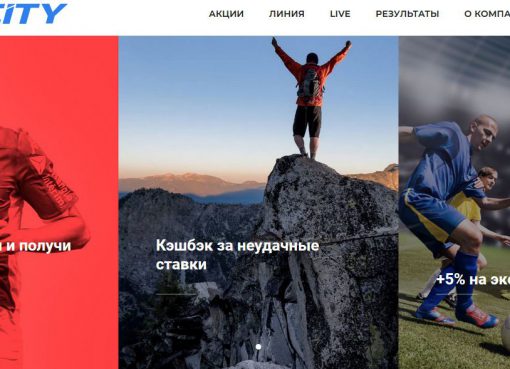 CITY
АКЦИИ ЛИНИЯ LIVE РЕЗУЛЬТАТЫ О КОМПА
и получи
Кэшбэк за неудачные
ставки
+5% на экс